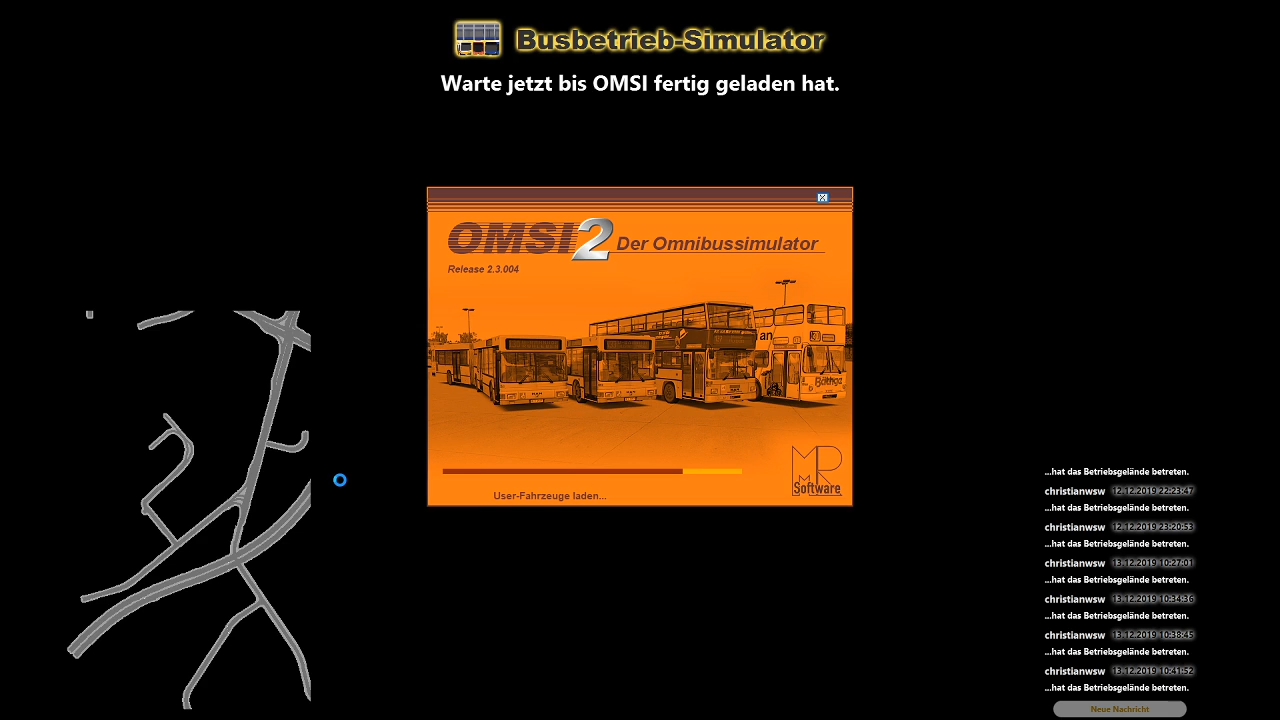 Busbetrieb-Simulator
Warte jetzt bis OMSI fertig geladen hat.
OMSI 2 Der Omnibussimulator
Release 2.3.004
User-Fahrzeuge laden...
MR Software
...hat das Betriebsgelände betreten.
christianwsw 12.12.2019 22:23:47
...hat das Betriebsgelände betreten.
christianwsw 12.12.2019 23:20:53
...hat das Betriebsgelände betreten.
christianwsw 13.12.2019 10:27:01
...hat das Betriebsgelände betreten.
christianwsw 13.12.2019 10:34:36
...hat das Betriebsgelände betreten.
christianwsw 13.12.2019 10:38:45
...hat das Betriebsgelände betreten.
christianwsw 13.12.2019 10:41:52
...hat das Betriebsgelände betreten.
Neue Nachricht